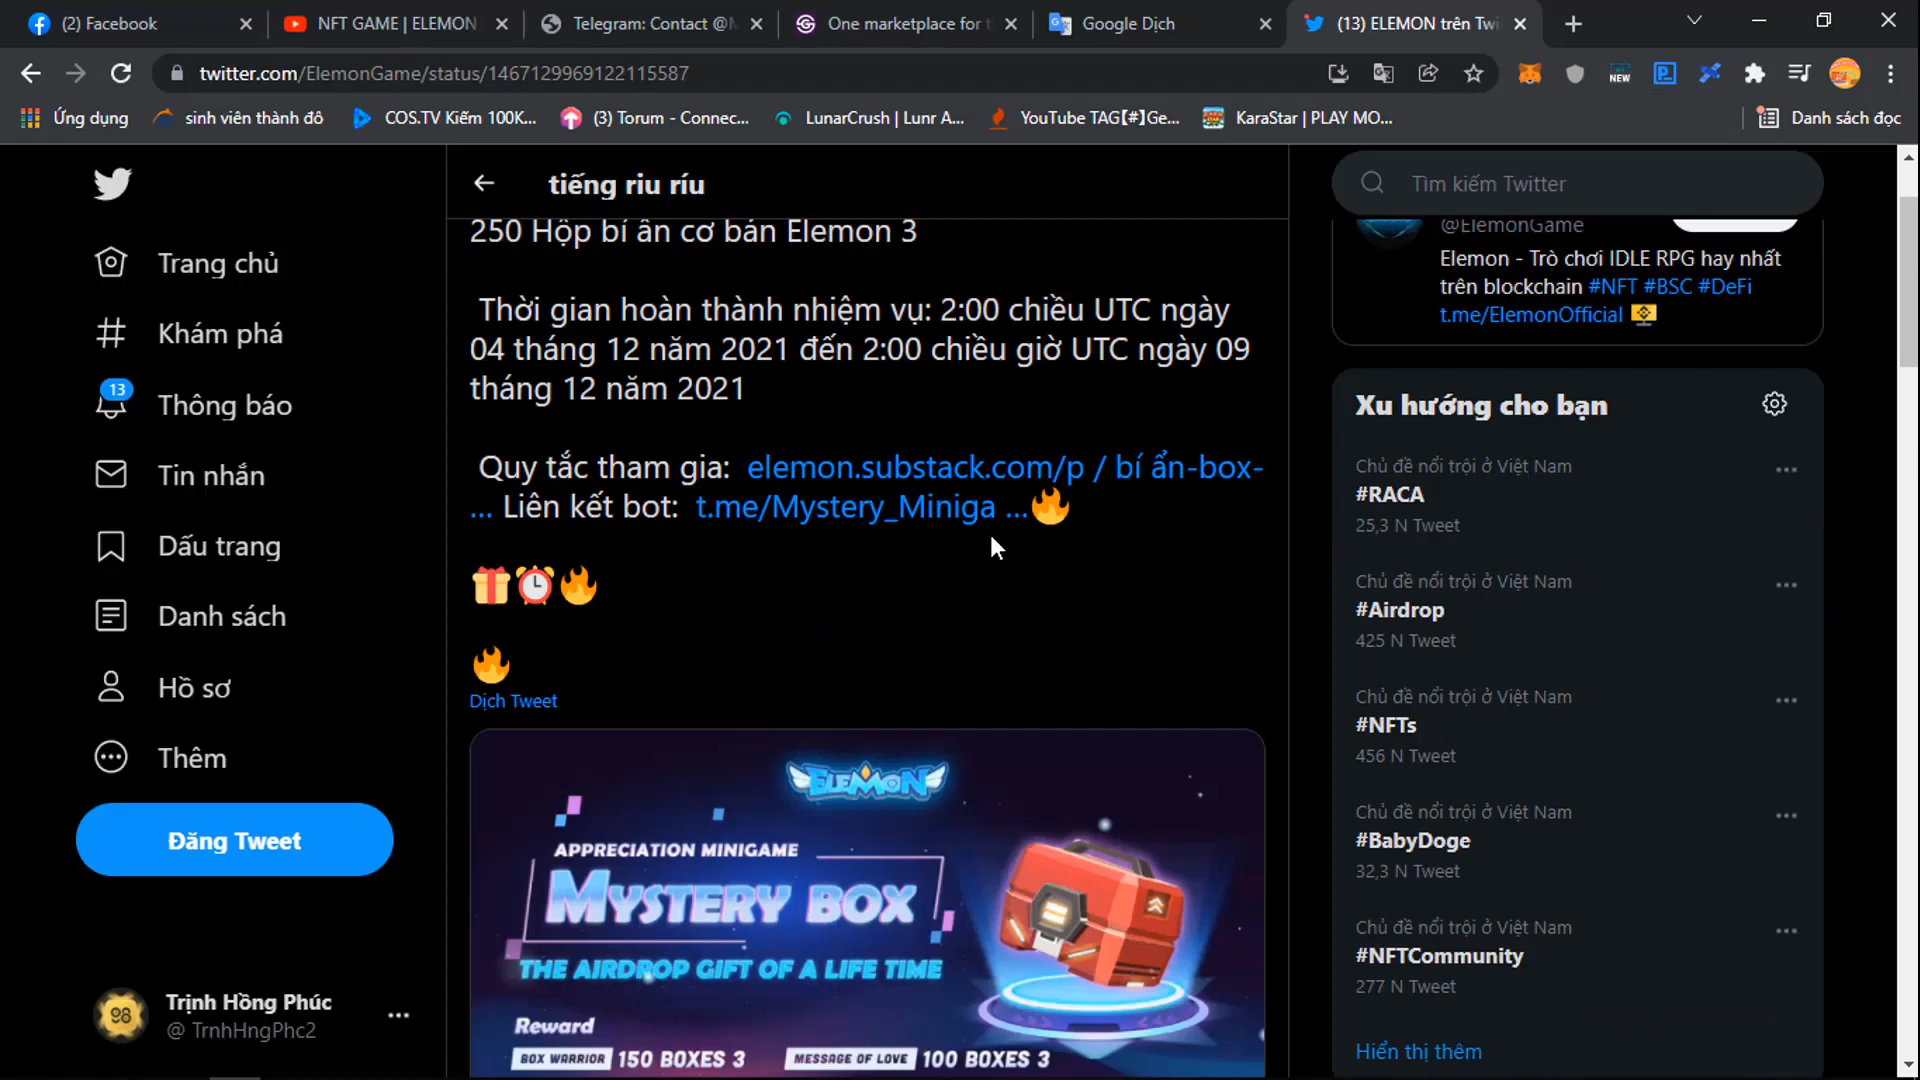 (2) Facebook
NFT GAME | ELEMON
Telegram: Contact @M
One marketplace for t
Google Dịch
(13) ELEMON trên Twi
twitter.com/ElemonGame/status/1467129969122115587
NEW
Ứng dụng
sinh viên thành đô
COS.TV Kiếm 100K...
(3) Torum - Connec...
LunarCrush | Lunr A...
YouTube TAG【#】Ge...
KaraStar | PLAY MO...
Danh sách đọc
Trang chủ
Khám phá
13
Thông báo
Tin nhắn
Dấu trang
Danh sách
Hồ sơ
Thêm
Đăng Tweet
Trịnh Hồng Phúc
@ TrnhHngPhc2
98
tiếng riu ríu
250 Hộp bí ẩn cơ bản Elemon 3
Thời gian hoàn thành nhiệm vụ: 2:00 chiều UTC ngày
04 tháng 12 năm 2021 đến 2:00 chiều giờ UTC ngày 09
tháng 12 năm 2021
Quy tắc tham gia: elemon.substack.com/p / bí ẩn-box-
... Liên kết bot: t.me/Mystery_Miniga ...🔥
🎁⏰🔥
🔥
Dịch Tweet
ELEMON
APPRECIATION MINIGAME
MYSTERY BOX
THE AIRDROP GIFT OF A LIFE TIME
Reward
BOX WARRIOR 150 BOXES 3 MESSAGE OF LOVE 100 BOXES 3
Tìm kiếm Twitter
@ElemonGame
Elemon - Trò chơi IDLE RPG hay nhất
trên blockchain #NFT #BSC #DeFi
t.me/ElemonOfficial
Xu hướng cho bạn
Chủ đề nổi trội ở Việt Nam
#RACA
25,3 N Tweet
Chủ đề nổi trội ở Việt Nam
#Airdrop
425 N Tweet
Chủ đề nổi trội ở Việt Nam
#NFTs
456 N Tweet
Chủ đề nổi trội ở Việt Nam
#BabyDoge
32,3 N Tweet
Chủ đề nổi trội ở Việt Nam
#NFTCommunity
277 N Tweet
Hiển thị thêm